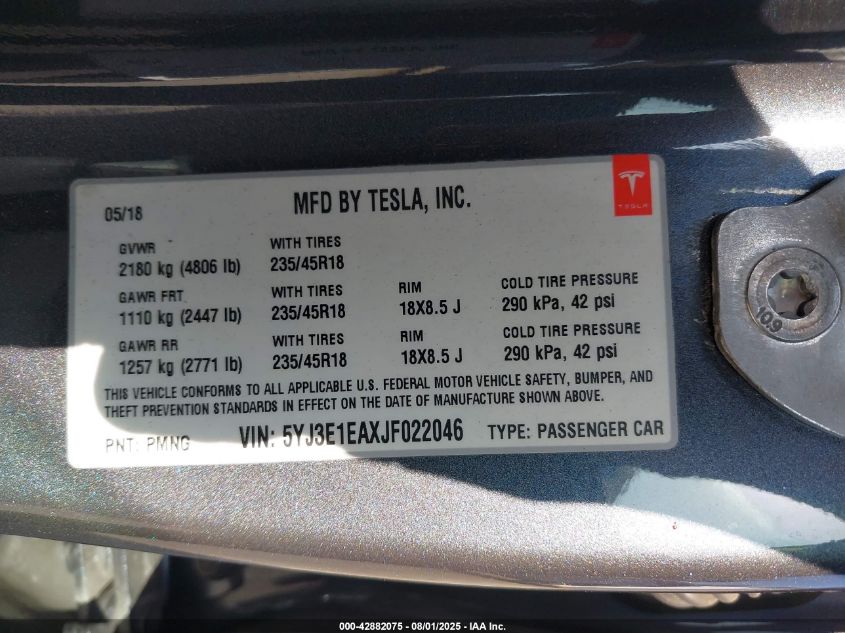 05/18
MFD BY TESLA, INC.
TESLA
GVWR
2180 kg (4806 lb)
WITH TIRES
235/45R18
GAWR FRT
1110 kg (2447 lb)
WITH TIRES
235/45R18
RIM
18X8.5 J
COLD TIRE PRESSURE
290 kPa, 42 psi
GAWR RR
1257 kg (2771 lb)
WITH TIRES
235/45R18
RIM
18X8.5 J
COLD TIRE PRESSURE
290 kPa, 42 psi
THIS VEHICLE CONFORMS TO ALL APPLICABLE U.S. FEDERAL MOTOR VEHICLE SAFETY, BUMPER, AND
THEFT PREVENTION STANDARDS IN EFFECT ON THE DATE OF MANUFACTURE SHOWN ABOVE.
PNT: PMNG
VIN: 5YJ3E1EAXJF022046
TYPE: PASSENGER CAR
10.9
000-42882075 - 08/01/2025 - IAA Inc.